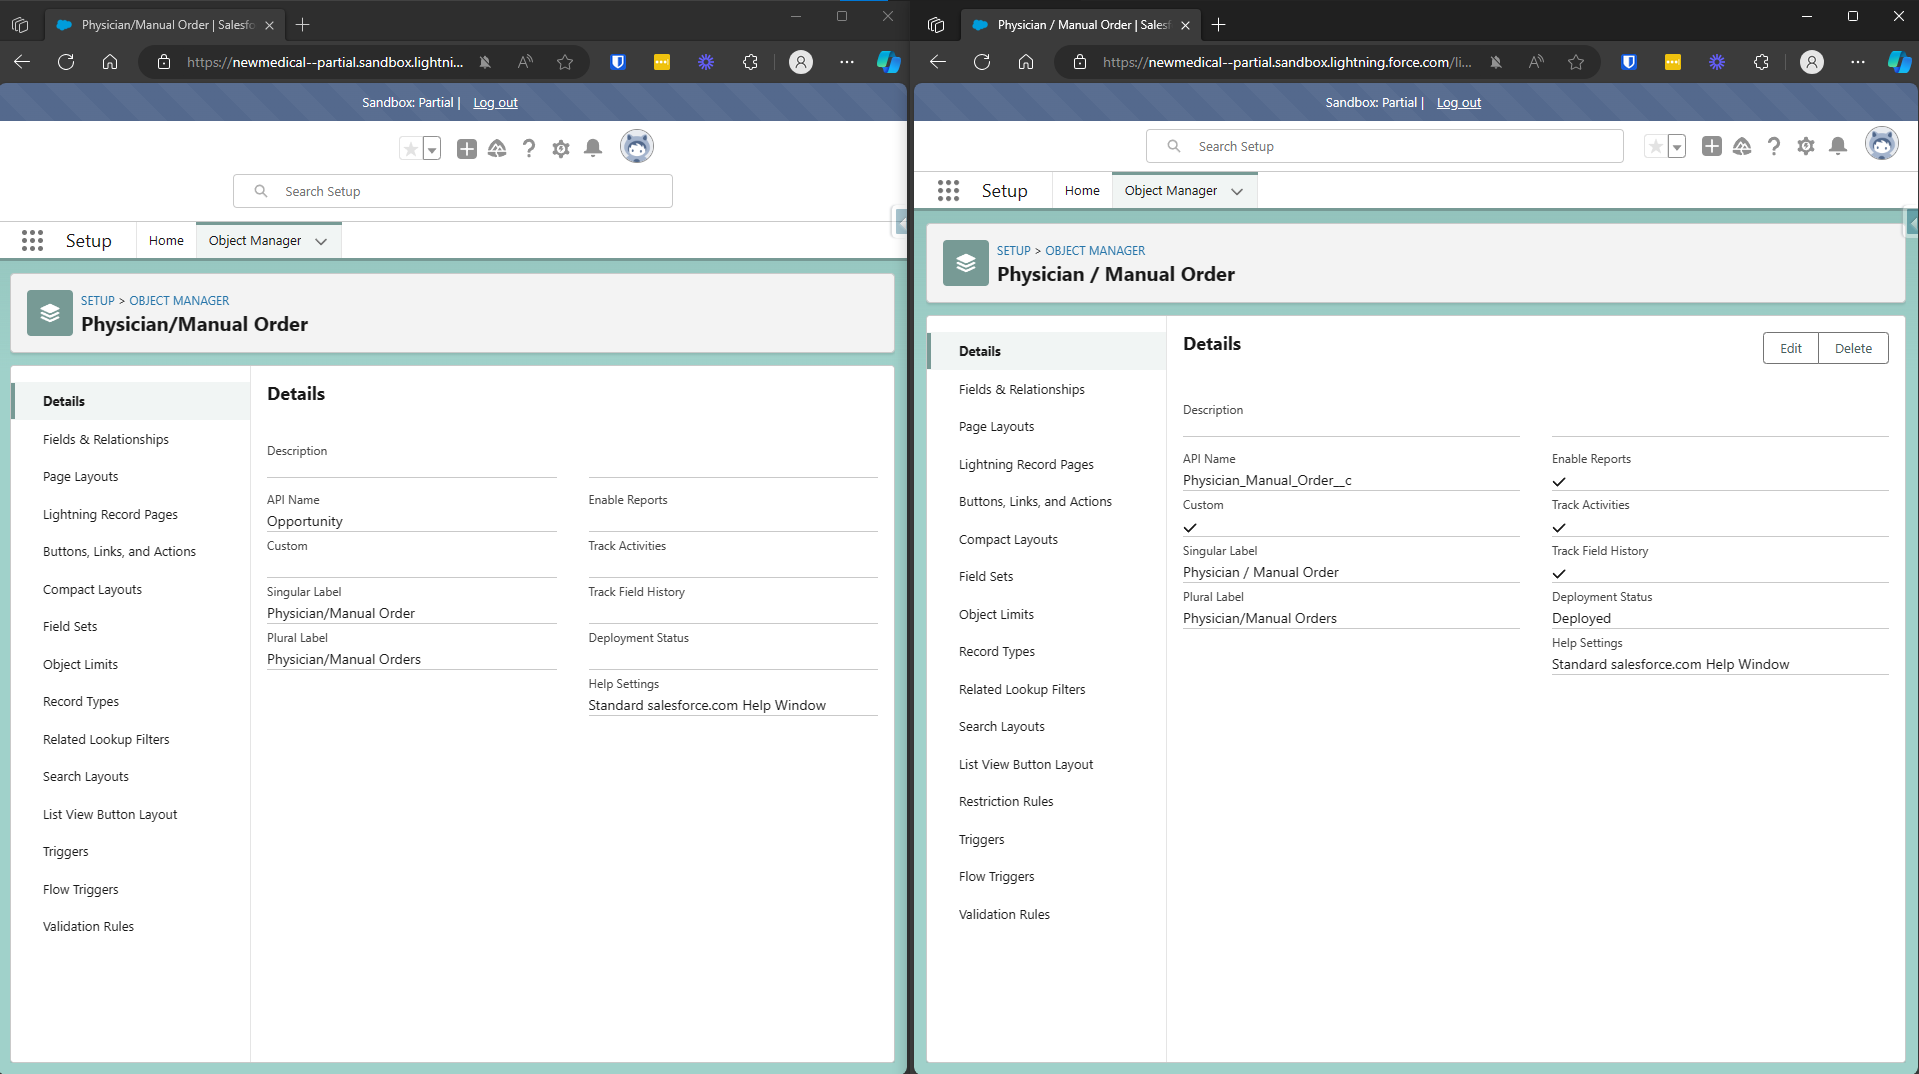 Physician/Manual Order | Salesfo
https://newmedical--partial.sandbox.lightni...
Sandbox: Partial | Log out
Search Setup
Setup
Home
Object Manager
SETUP > OBJECT MANAGER
Physician/Manual Order
Details
Fields & Relationships
Page Layouts
Lightning Record Pages
Buttons, Links, and Actions
Compact Layouts
Field Sets
Object Limits
Record Types
Related Lookup Filters
Search Layouts
List View Button Layout
Triggers
Flow Triggers
Validation Rules
Details
Description
API Name
Opportunity
Custom
Singular Label
Physician/Manual Order
Plural Label
Physician/Manual Orders
Enable Reports
Track Activities
Track Field History
Deployment Status
Help Settings
Standard salesforce.com Help Window
Physician / Manual Order | Salesf
https://newmedical--partial.sandbox.lightning.force.com/li...
Sandbox: Partial | Log out
Search Setup
Setup
Home
Object Manager
SETUP > OBJECT MANAGER
Physician / Manual Order
Details
Fields & Relationships
Page Layouts
Lightning Record Pages
Buttons, Links, and Actions
Compact Layouts
Field Sets
Object Limits
Record Types
Related Lookup Filters
Search Layouts
List View Button Layout
Restriction Rules
Triggers
Flow Triggers
Validation Rules
Details
Edit
Delete
Description
API Name
Physician_Manual_Order__c
Custom
Singular Label
Physician / Manual Order
Plural Label
Physician/Manual Orders
Enable Reports
Track Activities
Track Field History
Deployment Status
Deployed
Help Settings
Standard salesforce.com Help Window